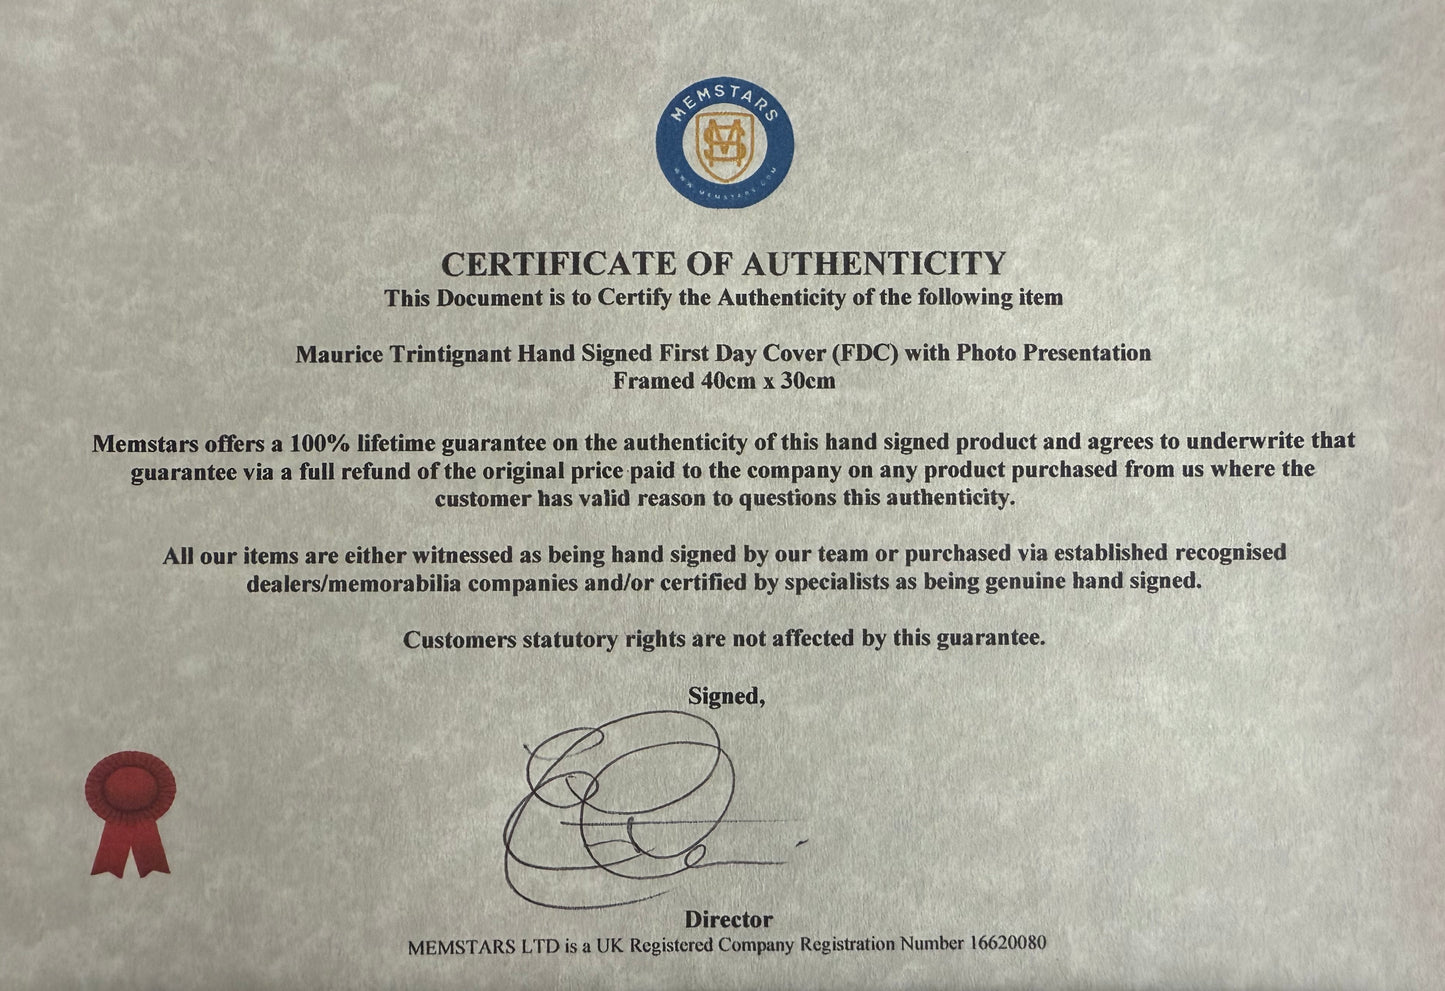 MEMSTARS
WWW.MEMSTARS.COM
CERTIFICATE OF AUTHENTICITY
This Document is to Certify the Authenticity of the following item
Maurice Trintignant Hand Signed First Day Cover (FDC) with Photo Presentation
Framed 40cm x 30cm
Memstars offers a 100% lifetime guarantee on the authenticity of this hand signed product and agrees to underwrite that
guarantee via a full refund of the original price paid to the company on any product purchased from us where the
customer has valid reason to questions this authenticity.
All our items are either witnessed as being hand signed by our team or purchased via established recognised
dealers/memorabilia companies and/or certified by specialists as being genuine hand signed.
Customers statutory rights are not affected by this guarantee.
Signed,
Director
MEMSTARS LTD is a UK Registered Company Registration Number 16620080